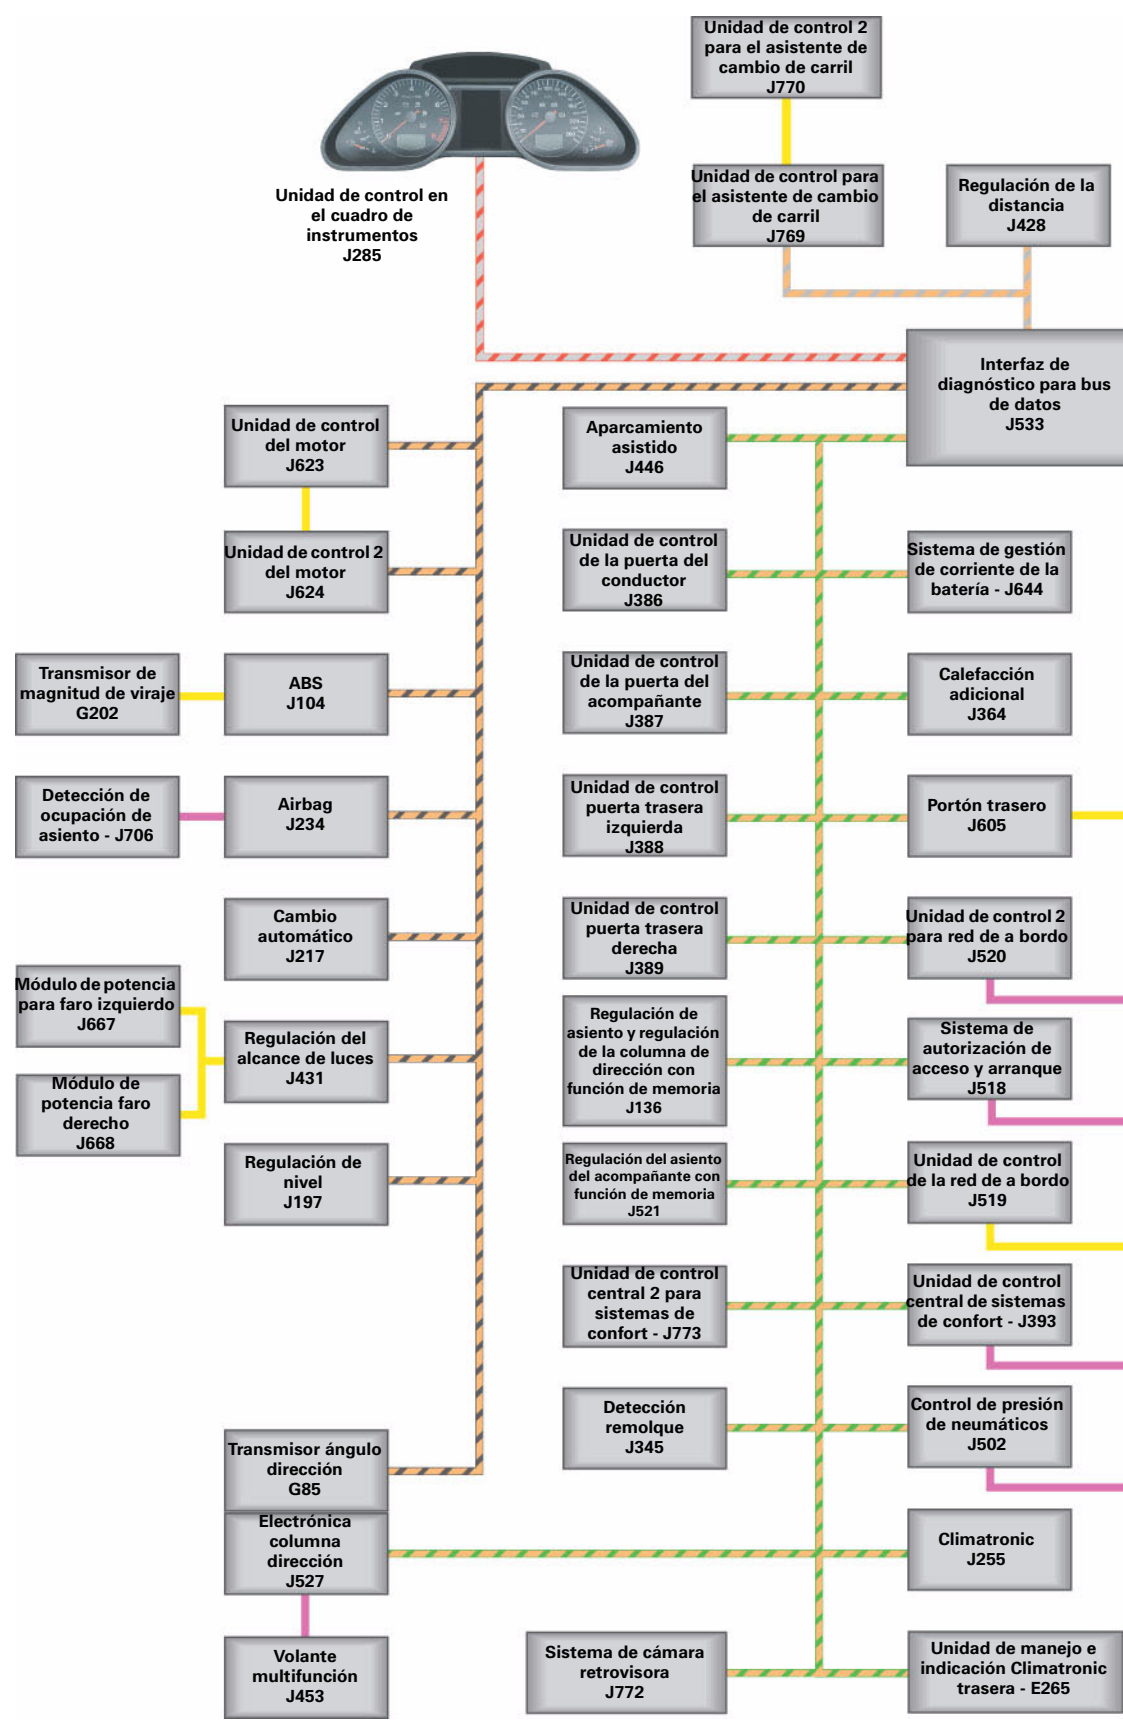 Unidad de control 2
para el asistente de
cambio de carril
J770
Unidad de control en
el cuadro de
instrumentos
J285
Unidad de control para
el asistente de cambio
de carril
J769
Regulación de la
distancia
J428
Interfaz de
diagnóstico para bus
de datos
J533
Unidad de control
del motor
J623
Aparcamiento
asistido
J446
Unidad de control 2
del motor
J624
Unidad de control
de la puerta del
conductor
J386
Sistema de gestión
de corriente de la
batería - J644
Transmisor de
magnitud de viraje
G202
ABS
J104
Unidad de control
de la puerta del
acompañante
J387
Calefacción
adicional
J364
Detección de
ocupación de
asiento - J706
Airbag
J234
Unidad de control
puerta trasera
izquierda
J388
Portón trasero
J605
Cambio
automático
J217
Unidad de control
puerta trasera
derecha
J389
Unidad de control 2
para red de a bordo
J520
Módulo de potencia
para faro izquierdo
J667
Módulo de
potencia faro
derecho
J668
Regulación del
alcance de luces
J431
Regulación de
asiento y regulación
de la columna de
dirección con
función de memoria
J136
Sistema de
autorización de
acceso y arranque
J518
Regulación de
nivel
J197
Regulación del asiento
del acompañante con
función de memoria
J521
Unidad de control
de la red de a bordo
J519
Unidad de control
central 2 para
sistemas de
confort - J773
Unidad de control
central de sistemas
de confort - J393
Detección
remolque
J345
Control de presión
de neumáticos
J502
Transmisor ángulo
dirección
G85
Electrónica
columna
dirección
J527
Climatronic
J255
Volante
multifunción
J453
Sistema de cámara
retrovisora
J772
Unidad de manejo e
indicación Climatronic
trasera - E265